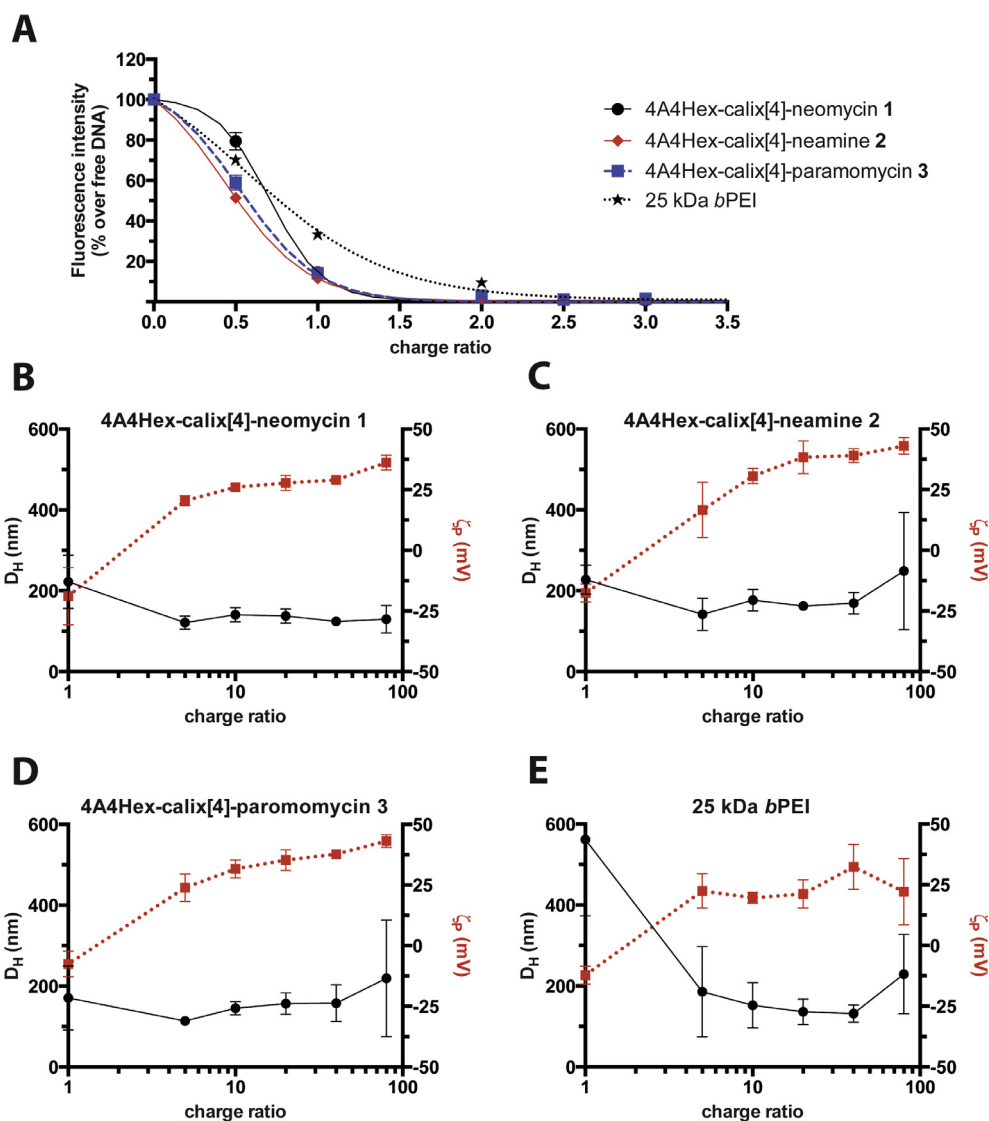 A
120
100
80
60
40
20
0.0 0.5 1.0 1.5 2.0 2.5 3.0 3.5
charge ratio
Fluorescence intensity
(% over free DNA)
4A4Hex-calix[4]-neomycin 1
4A4Hex-calix[4]-neamine 2
4A4Hex-calix[4]-paramomycin 3
25 kDa bPEI
B
4A4Hex-calix[4]-neomycin 1
600
400
200
0
DH (nm)
50
25
0
-25
-50
ζP (mV)
1 10 100
charge ratio
C
4A4Hex-calix[4]-neamine 2
600
400
200
0
DH (nm)
50
25
0
-25
-50
ζP (mV)
1 10 100
charge ratio
D
4A4Hex-calix[4]-paromomycin 3
600
400
200
0
DH (nm)
50
25
0
-25
-50
ζP (mV)
1 10 100
charge ratio
E
25 kDa bPEI
600
400
200
0
DH (nm)
50
25
0
-25
-50
ζP (mV)
1 10 100
charge ratio